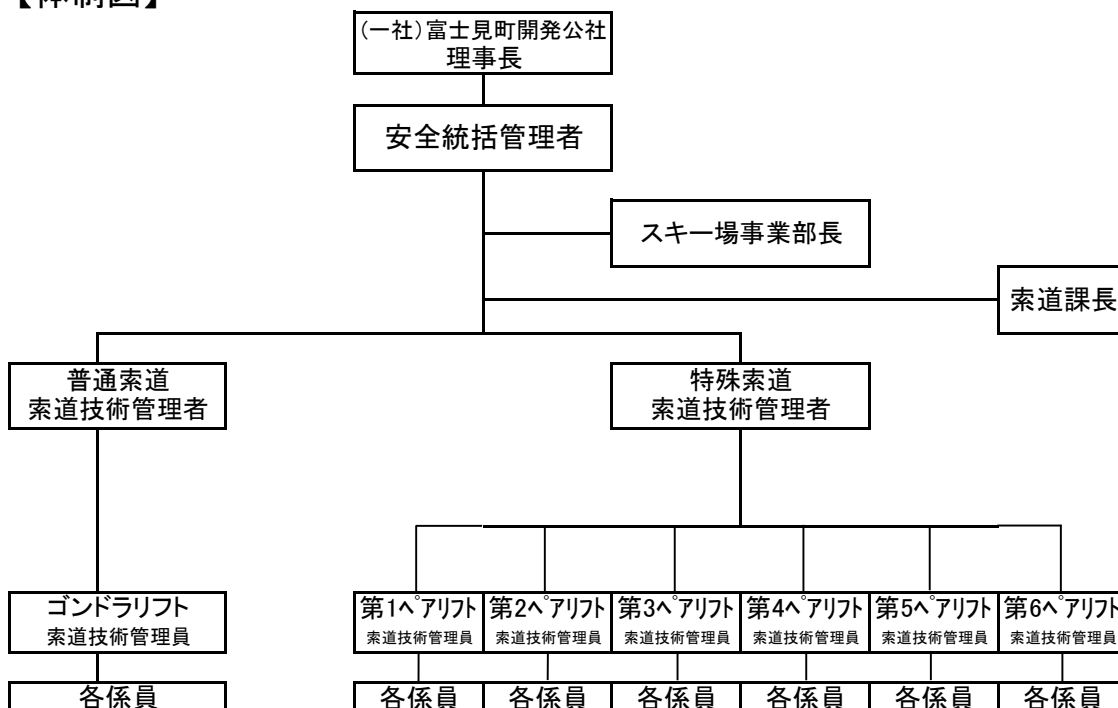 【体制図】
(一社)富士見町開発公社
理事長
安全統括管理者
スキー場事業部長
索道課長
普通索道
索道技術管理者
特殊索道
索道技術管理者
ゴンドラリフト
索道技術管理員
第1ペアリフト
索道技術管理員
第2ペアリフト
索道技術管理員
第3ペアリフト
索道技術管理員
第4ペアリフト
索道技術管理員
第5ペアリフト
索道技術管理員
第6ペアリフト
索道技術管理員
各係員
各係員
各係員
各係員
各係員
各係員
各係員